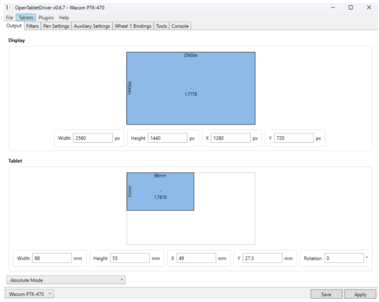 OpenTabletDriver v0.6.7 - Wacom PTK-470
File Tablets Plugins Help
Output Filters Pen Settings Auxiliary Settings Wheel 1 Bindings Tools Console
Display
2560px
1440px
1.7778
Width 2560 px Height 1440 px X 1280 px Y 720 px
Tablet
98mm
55mm
1.7818
Width 98 mm Height 55 mm X 49 mm Y 27.5 mm Rotation 0 °
Absolute Mode
Wacom PTK-470 Save Apply